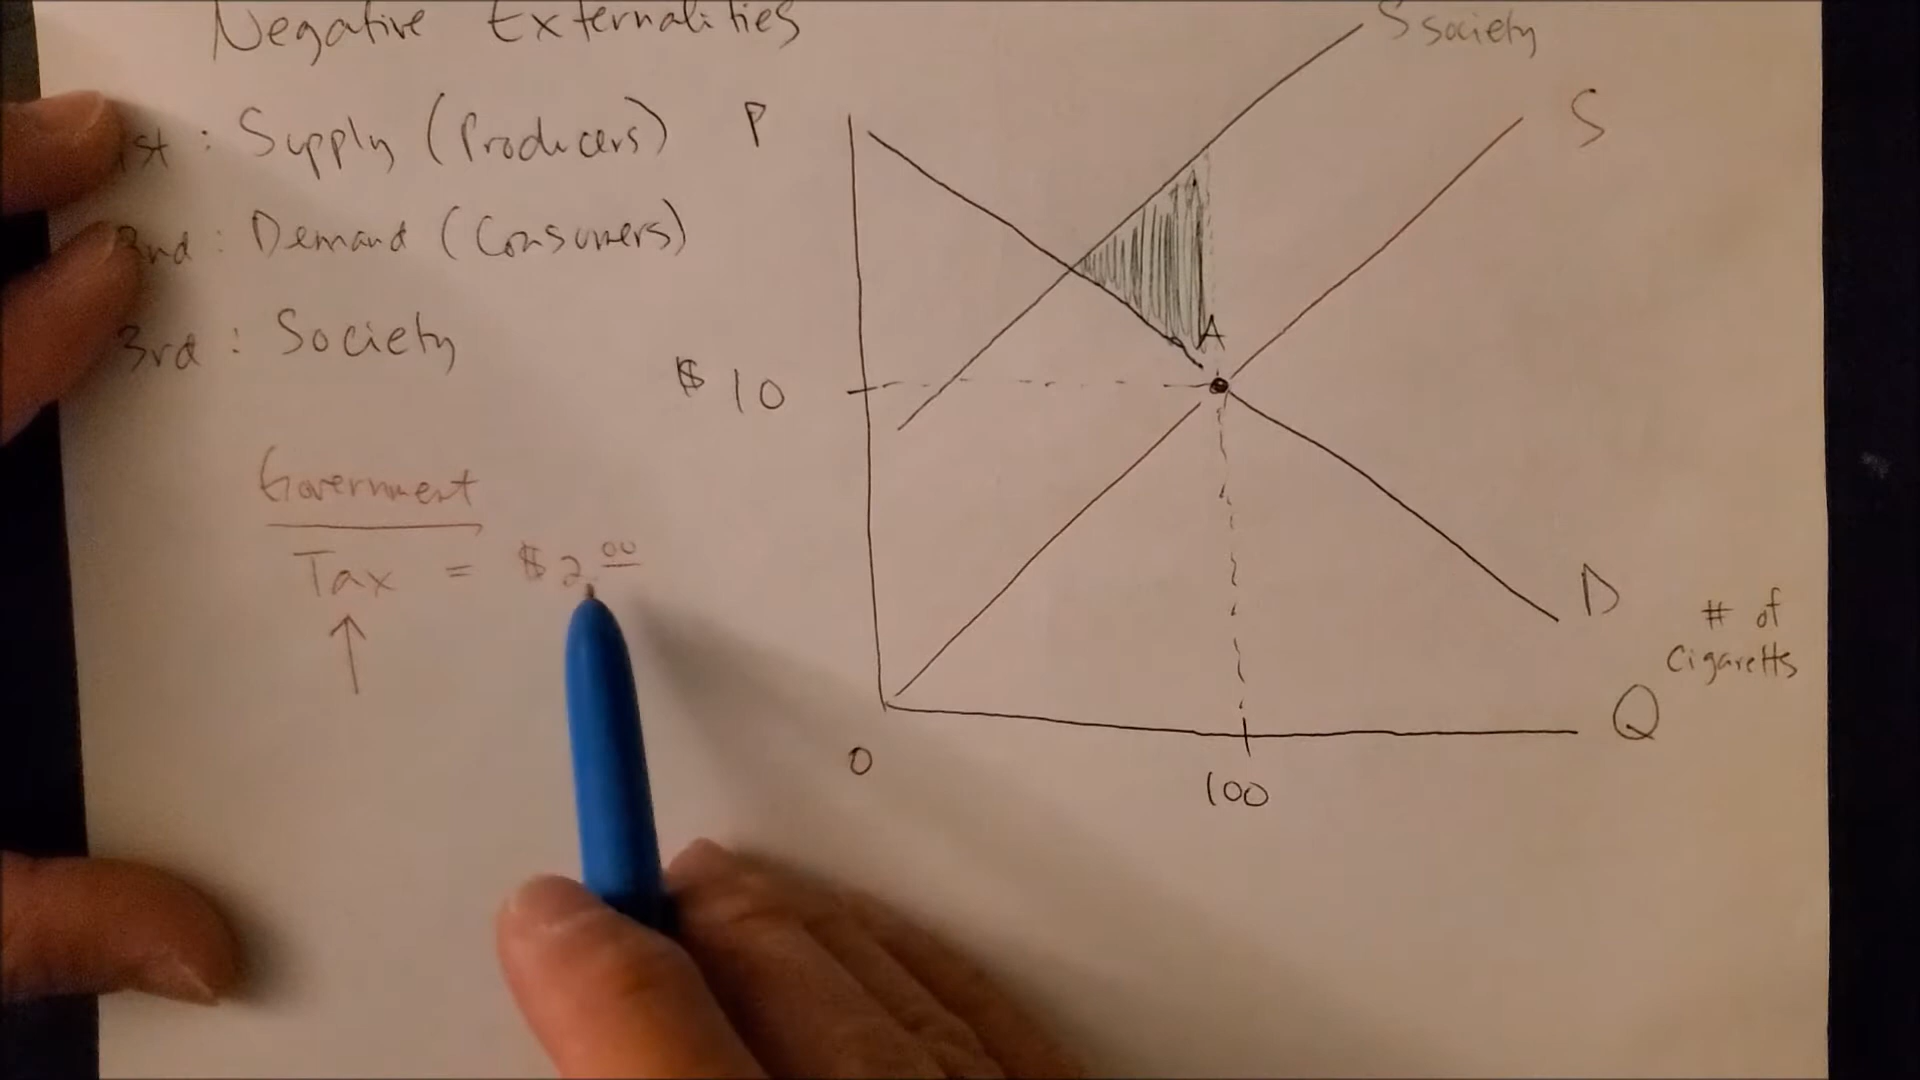 Negative Externalities
1st : Supply (Producers)
2nd : Demand (Consumers)
3rd : Society
Government
Tax = $2.00
P
S society
S
A
$10
D
# of
Cigaretts
Q
0
100